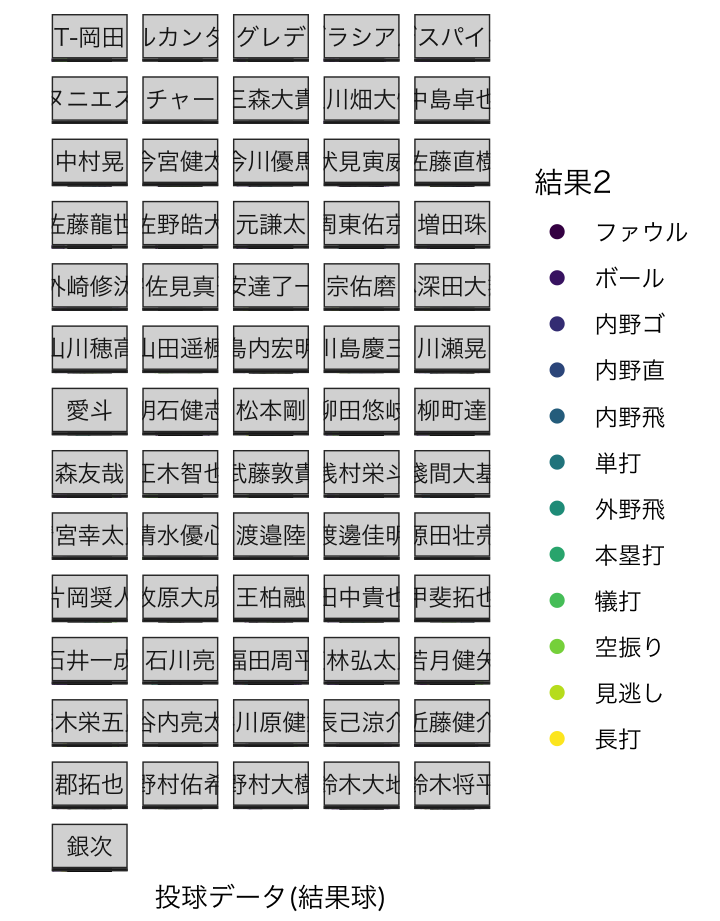 T-岡田 ルカンタ グレデ グラシア スパイ
ヌニエス チャー 三森大貴 川畑大 中島卓也
中村晃 今宮健太 今川優馬 伏見寅威 佐藤直樹
佐藤龍世 佐野皓大 元謙太 周東佑京 増田珠
外崎修汰 佐見真 安達了一 宗佑磨 深田大
山川穂高 山田遥楓 島内宏明 川島慶三 川瀬晃
愛斗 明石健志 松本剛 柳田悠岐 柳町達
森友哉 正木智也 武藤敦貴 浅村栄斗 淺間大基
宮幸太 清水優心 渡邉陸 渡邊佳明 源田壮亮
片岡奨人 牧原大成 王柏融 田中貴也 甲斐拓也
石井一成 石川亮 福田周平 林弘太 若月健矢
木栄五 谷内亮太 川原健 辰己涼介 近藤健介
郡拓也 野村佑希 野村大樹 鈴木大地 鈴木将平
銀次
投球データ(結果球)
結果2
ファウル
ボール
内野ゴ
内野直
内野飛
単打
外野飛
本塁打
犠打
空振り
見逃し
長打